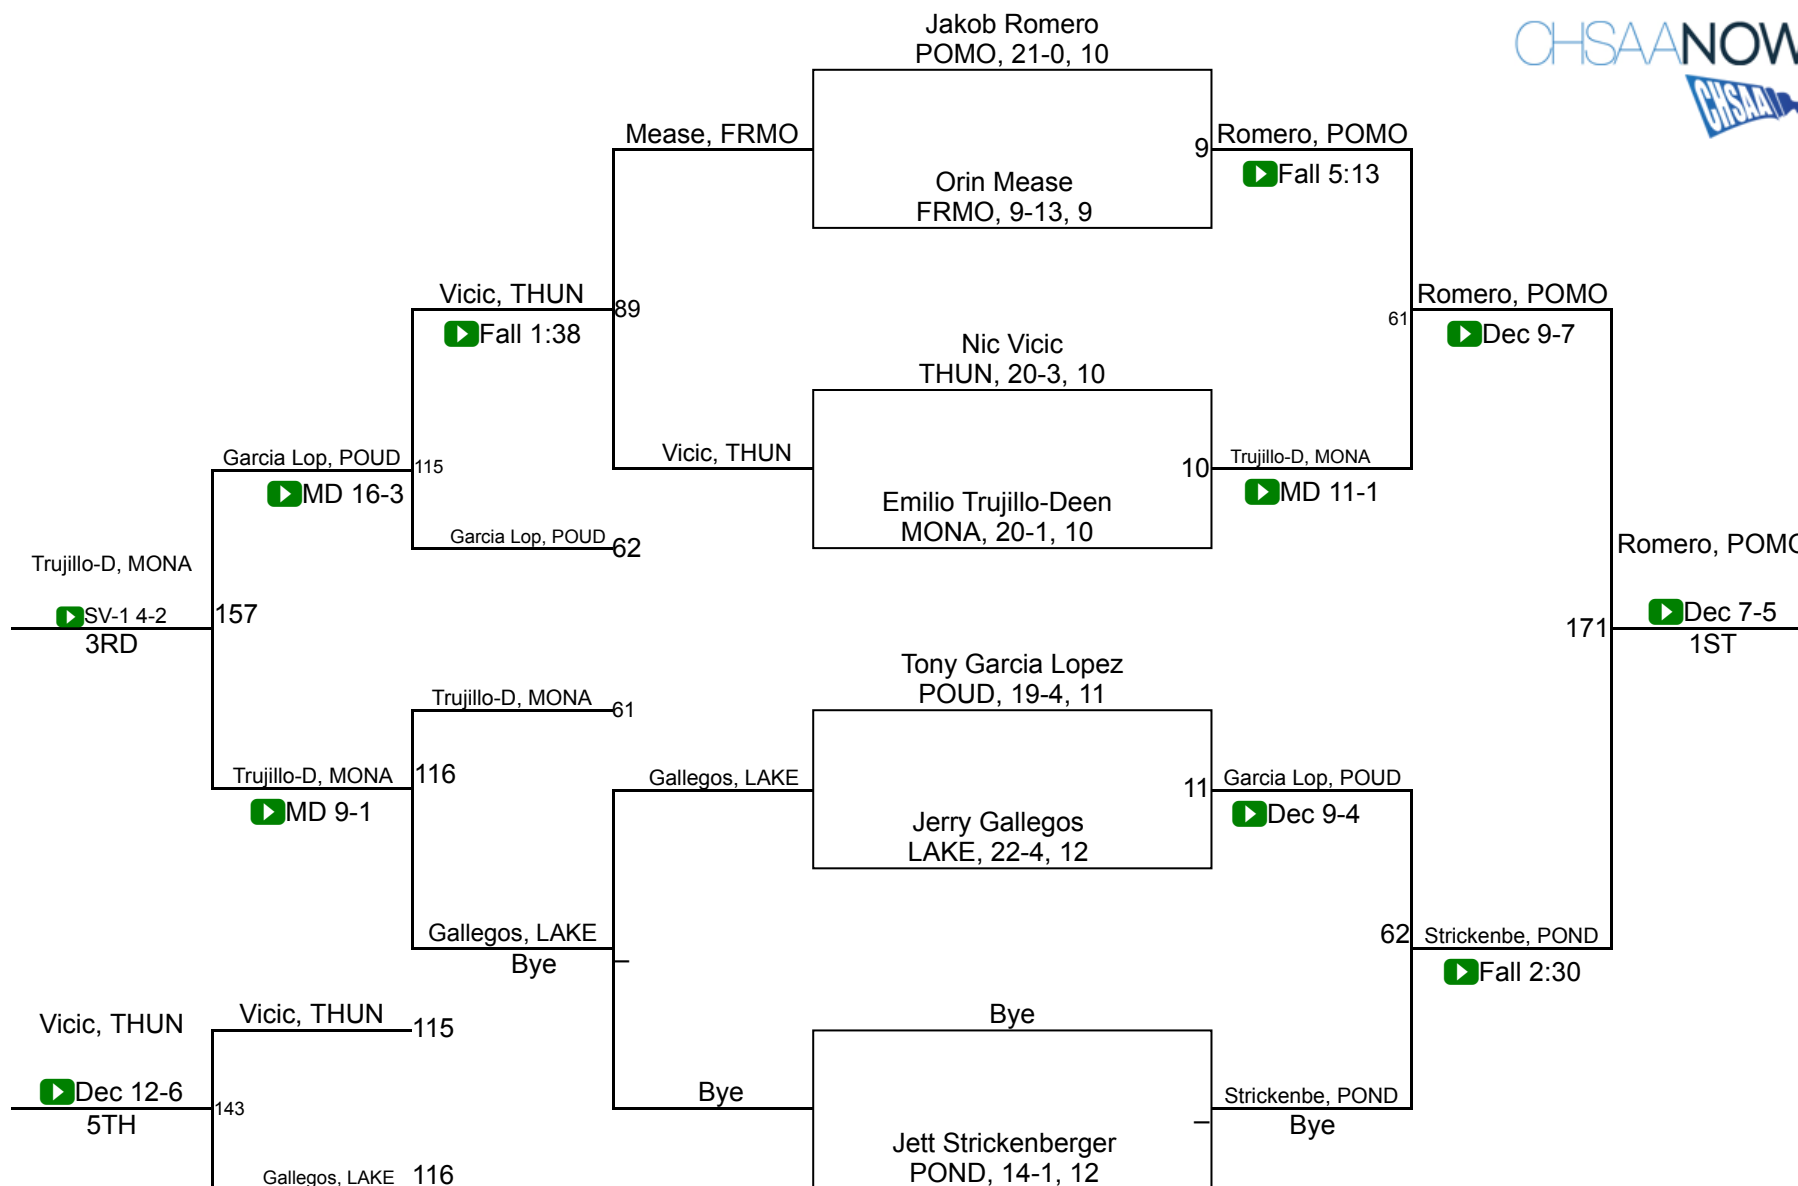 Jakob Romero
POMO, 21-0, 10
CHSAANOW
CHSAA
Mease, FRMO
9
Romero, POMO
Fall 5:13
Orin Mease
FRMO, 9-13, 9
Vicic, THUN
89
Fall 1:38
Romero, POMO
61
Dec 9-7
Nic Vicic
THUN, 20-3, 10
Garcia Lop, POUD
115
MD 16-3
Vicic, THUN
10
Trujillo-D, MONA
MD 11-1
Emilio Trujillo-Deen
MONA, 20-1, 10
Garcia Lop, POUD
62
Trujillo-D, MONA
SV-1 4-2
3RD
157
Romero, POMO
171
Dec 7-5
1ST
Tony Garcia Lopez
POUD, 19-4, 11
Trujillo-D, MONA
61
Trujillo-D, MONA
116
MD 9-1
Gallegos, LAKE
11
Garcia Lop, POUD
Dec 9-4
Jerry Gallegos
LAKE, 22-4, 12
Gallegos, LAKE
Bye
62
Strickenbe, POND
Fall 2:30
Vicic, THUN
Vicic, THUN
115
Bye
Dec 12-6
5TH
143
Bye
Strickenbe, POND
Bye
Jett Strickenberger
POND, 14-1, 12
Gallegos, LAKE
116